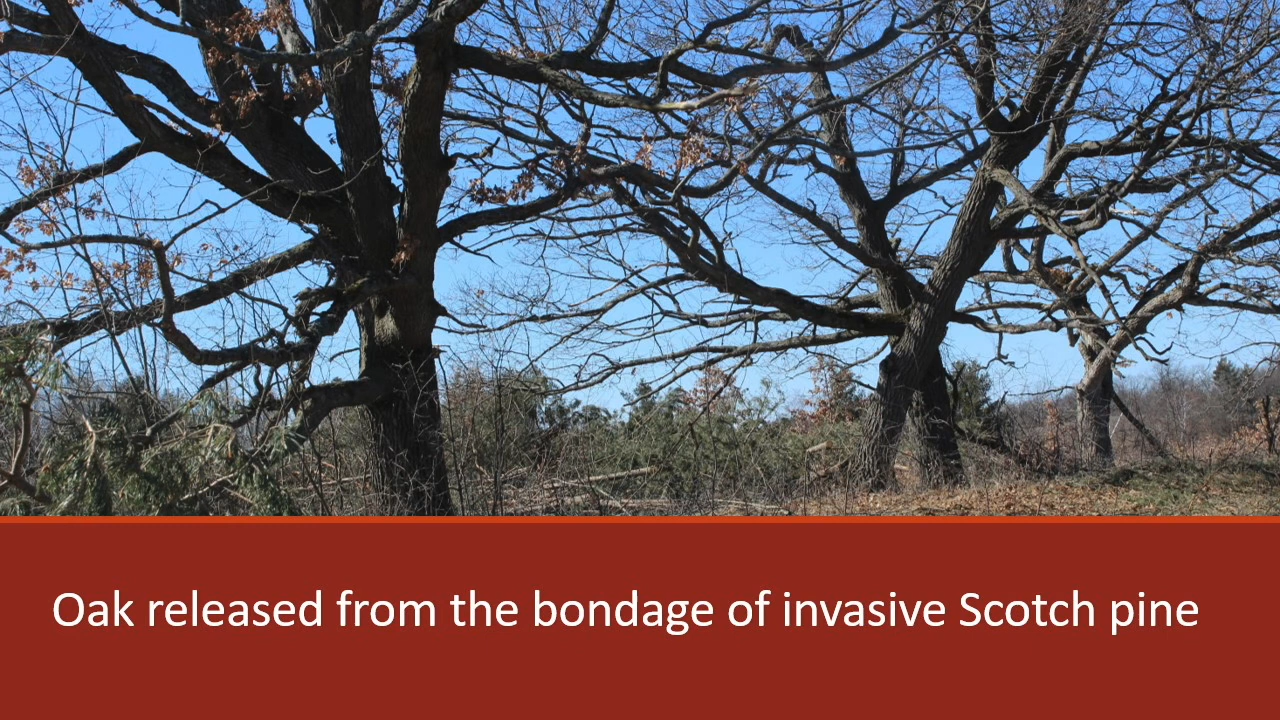 Oak released from the bondage of invasive Scotch pine